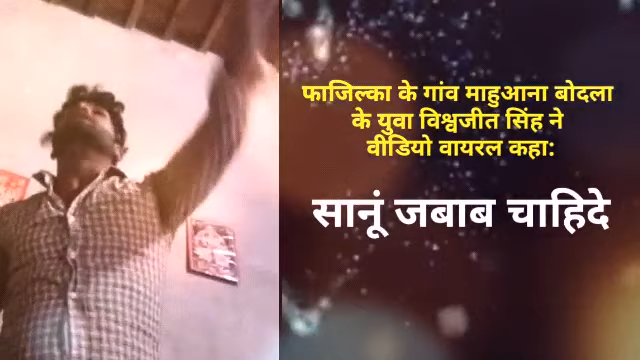 फाजिल्का के गांव माहुआना बोदला
के युवा विश्वजीत सिंह ने
वीडियो वायरल कहा:
सानूं जबाब चाहिदे